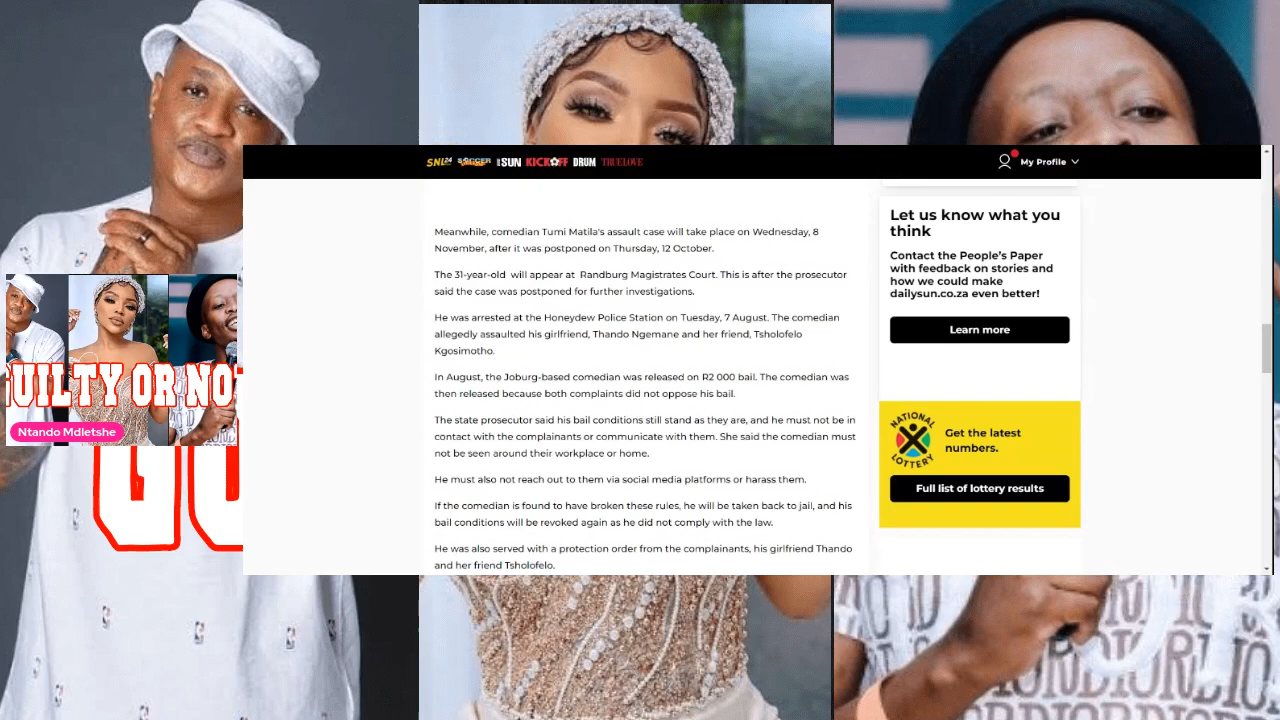 SNL24 SOCCER SUN KICKOFF DRUM TRUELOVE
My Profile
Meanwhile, comedian Tumi Matila's assault case will take place on Wednesday, 8
November, after it was postponed on Thursday, 12 October.
The 31-year-old will appear at Randburg Magistrates Court. This is after the prosecutor
said the case was postponed for further investigations.
He was arrested at the Honeydew Police Station on Tuesday, 7 August. The comedian
allegedly assaulted his girlfriend, Thando Ngemane and her friend, Tsholofelo
Kgosimotho.
In August, the Joburg-based comedian was released on R2 000 bail. The comedian was
then released because both complaints did not oppose his bail.
The state prosecutor said his bail conditions still stand as they are, and he must not be in
contact with the complainants or communicate with them. She said the comedian must
not be seen around their workplace or home.
He must also not reach out to them via social media platforms or harass them.
If the comedian is found to have broken these rules, he will be taken back to jail, and his
bail conditions will be revoked again as he did not comply with the law.
He was also served with a protection order from the complainants, his girlfriend Thando
and her friend Tsholofelo.
Let us know what you
think
Contact the People's Paper
with feedback on stories and
how we could make
dailysun.co.za even better!
Learn more
NATIONAL
LOTTERY
Get the latest
numbers.
Full list of lottery results
UILTY OR NO
Ntando Mdletshe